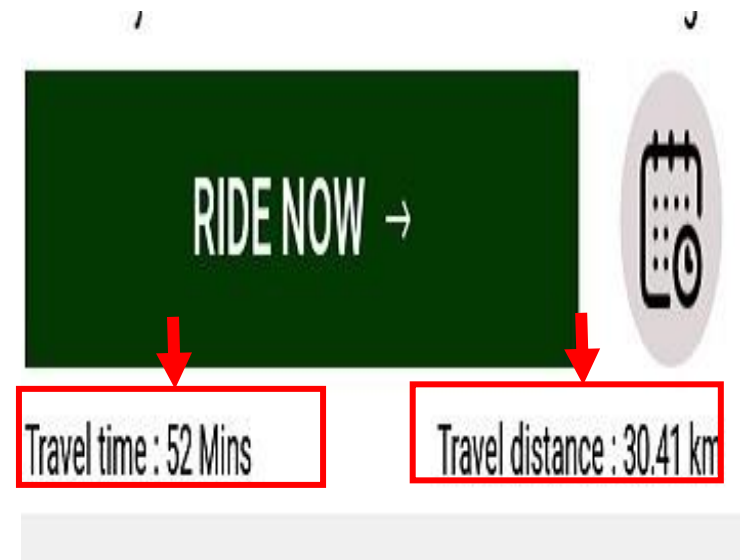 RIDE NOW →
Travel time : 52 Mins
Travel distance : 30.41 km